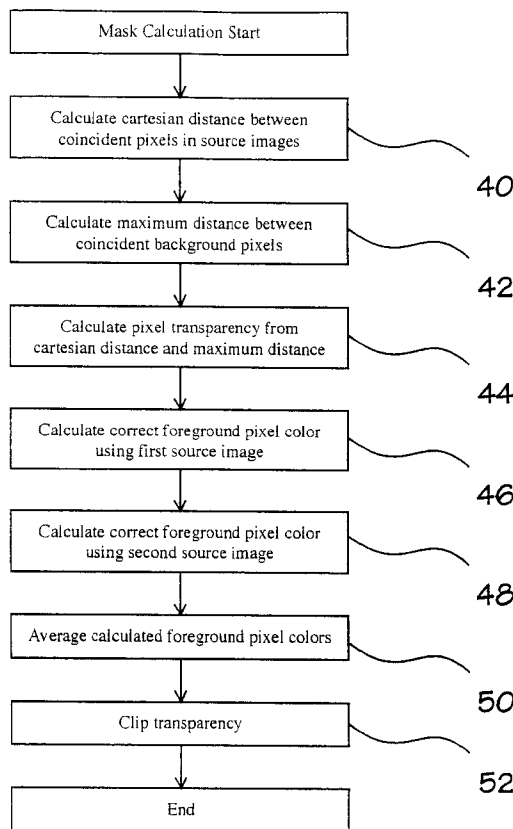 Mask Calculation Start
Calculate cartesian distance between
coincident pixels in source images
40
Calculate maximum distance between
coincident background pixels
42
Calculate pixel transparency from
cartesian distance and maximum distance
44
Calculate correct foreground pixel color
using first source image
46
Calculate correct foreground pixel color
using second source image
48
Average calculated foreground pixel colors
50
Clip transparency
52
End